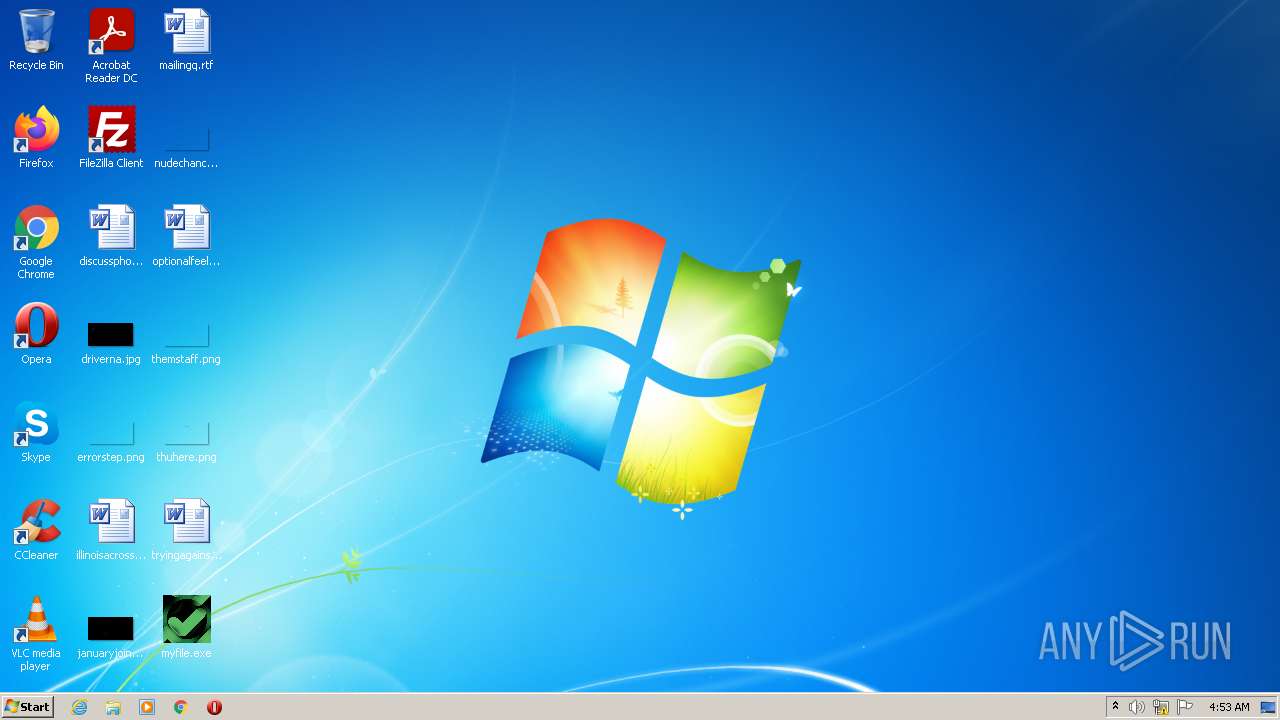 Recycle Bin
Acrobat
Reader DC
mailingq.rtf
Firefox
FileZilla Client
nudechanc...
Google
Chrome
discusspho...
optionalfeel...
Opera
driverna.jpg
themstaff.png
Skype
errorstep.png
thuhere.png
CCleaner
illinoisacross...
tryingagains...
VLC media
player
januaryjoin...
myfile.exe
ANY RUN
Start
4:53 AM